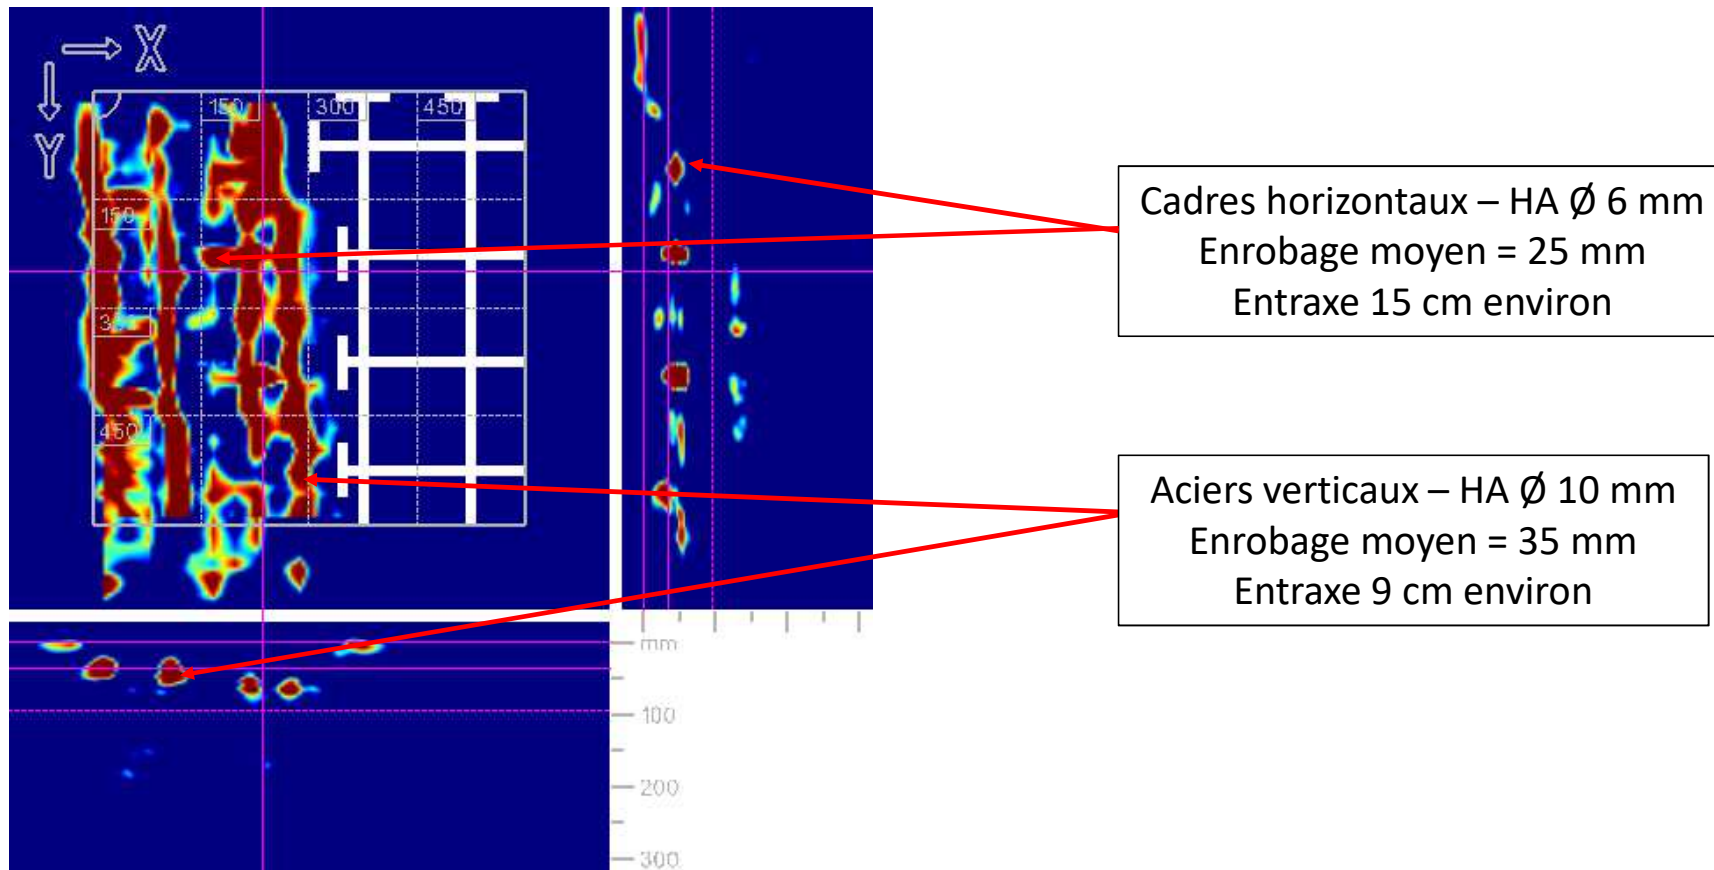 X
Y
150
300
450
150
300
450
mm
100
200
300
Cadres horizontaux – HA Ø 6 mm
Enrobage moyen = 25 mm
Entraxe 15 cm environ
Aciers verticaux – HA Ø 10 mm
Enrobage moyen = 35 mm
Entraxe 9 cm environ